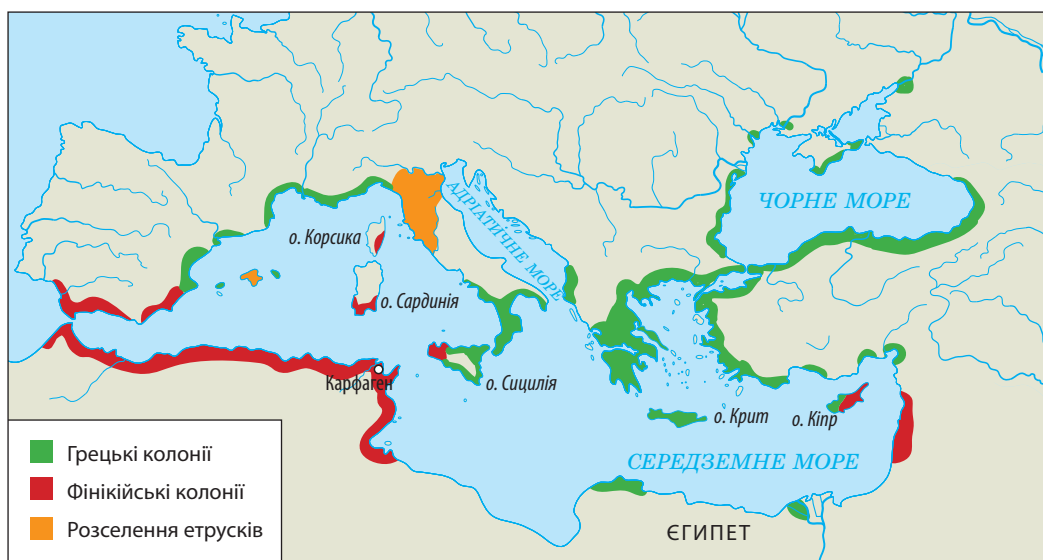 ЧОРНЕ МОРЕ
АДРІАТИЧНЕ МОРЕ
о. Корсика
о. Сардинія
Карфаген
о. Сицилія
о. Крит
о. Кіпр
СЕРЕДЗЕМНЕ МОРЕ
ЄГИПЕТ
Грецькі колонії
Фінікійські колонії
Розселення етрусків